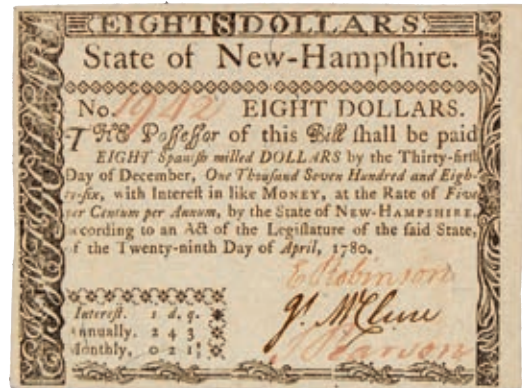 EIGHT 8 DOLLARS.
State of New-Hampſhire.
No. 1942 EIGHT DOLLARS.
THE Poſſeſſor of this Bill ſhall be paid
EIGHT Spaniſh milled DOLLARS by the Thirty-firſt
Day of December, One Thouſand Seven Hundred and Eigh-
ty-ſix, with Intereſt in like MONEY, at the Rate of Five
per Centum per Annum, by the State of NEW-HAMPSHIRE,
according to an Act of the Legiſlature of the ſaid State,
of the Twenty-ninth Day of April, 1780.
E Robinson
Intereſt. s d. q.
Annually. 2 4 3
Monthly. 0 2 1½
Jˢ. McClure
J Pearson